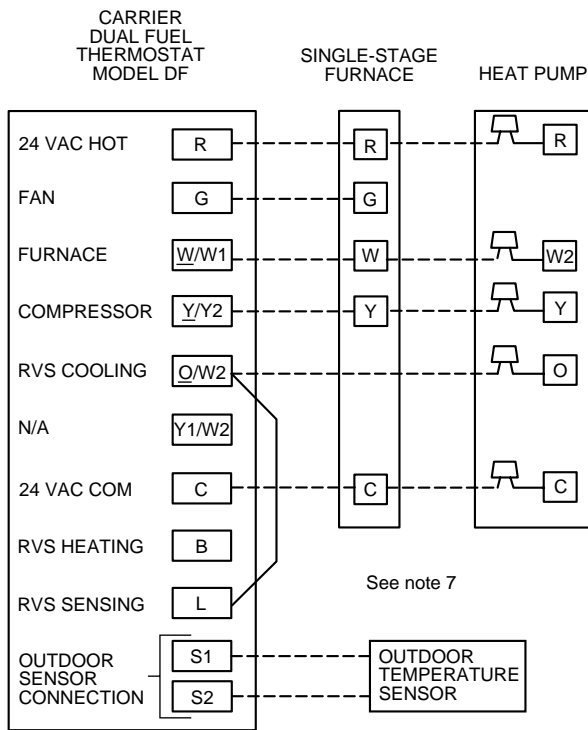 CARRIER
DUAL FUEL
THERMOSTAT
MODEL DF
SINGLE-STAGE
FURNACE
HEAT PUMP
24 VAC HOT R R R
FAN G G
FURNACE W/W1 W W2
COMPRESSOR Y/Y2 Y Y
RVS COOLING O/W2 O
N/A Y1/W2
24 VAC COM C C C
RVS HEATING B
RVS SENSING L
See note 7
OUTDOOR
SENSOR
CONNECTION
S1
S2
OUTDOOR
TEMPERATURE
SENSOR